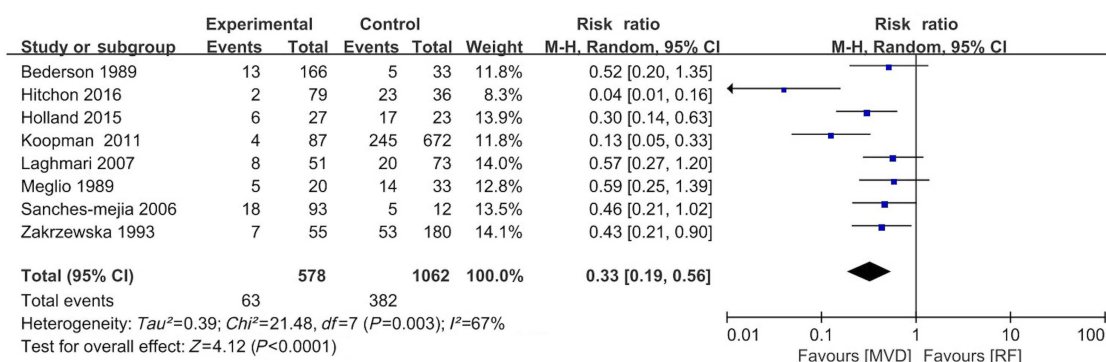 Experimental Control Risk ratio Risk ratio
Study or subgroup Events Total Events Total Weight M-H, Random, 95% CI M-H, Random, 95% CI
Bederson 1989 13 166 5 33 11.8% 0.52 [0.20, 1.35]
Hitchon 2016 2 79 23 36 8.3% 0.04 [0.01, 0.16]
Holland 2015 6 27 17 23 13.9% 0.30 [0.14, 0.63]
Koopman 2011 4 87 245 672 11.8% 0.13 [0.05, 0.33]
Laghmari 2007 8 51 20 73 14.0% 0.57 [0.27, 1.20]
Meglio 1989 5 20 14 33 12.8% 0.59 [0.25, 1.39]
Sanches-mejia 2006 18 93 5 12 13.5% 0.46 [0.21, 1.02]
Zakrzewska 1993 7 55 53 180 14.1% 0.43 [0.21, 0.90]
Total (95% CI) 578 1062 100.0% 0.33 [0.19, 0.56]
Total events 63 382
Heterogeneity: Tau²=0.39; Chi²=21.48, df=7 (P=0.003); I²=67%
Test for overall effect: Z=4.12 (P<0.0001)
0.01 0.1 1 10 100
Favours [MVD] Favours [RF]